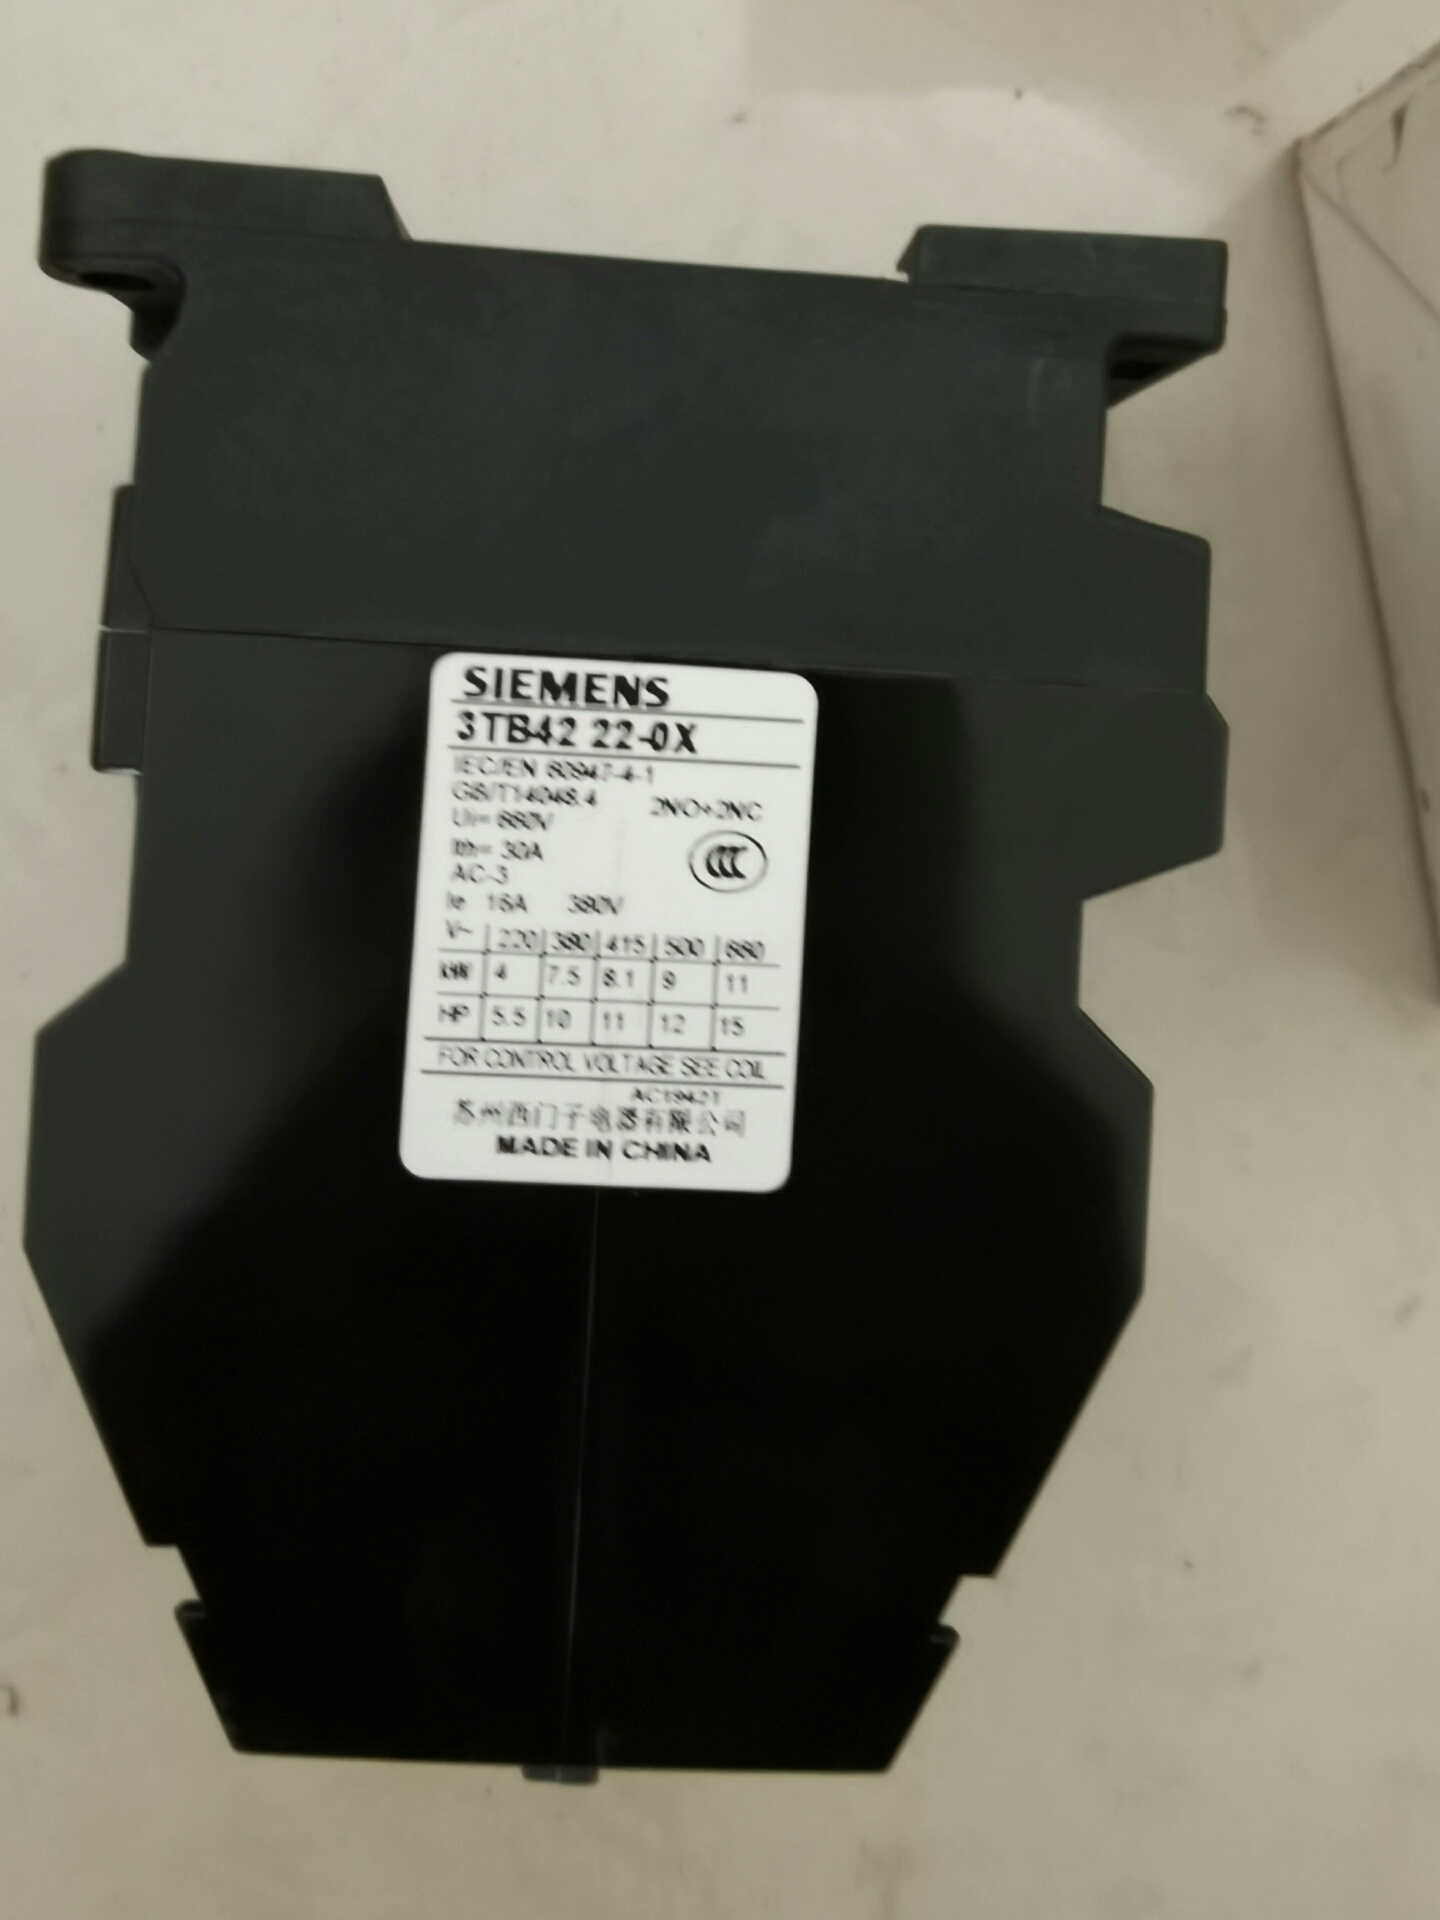 SIEMENS
3TB42 22-0X
IEC/EN 60947-4-1
GB/T14048.4 2NO+2NC
Ui= 660V
Ith= 30A
CCC
AC-3
Ie 16A 380V
V~ 220 380 415 500 660
kW 4 7.5 8.1 9 11
HP 5.5 10 11 12 15
FOR CONTROL VOLTAGE SEE COIL
苏州西门子电器有限公司
MADE IN CHINA